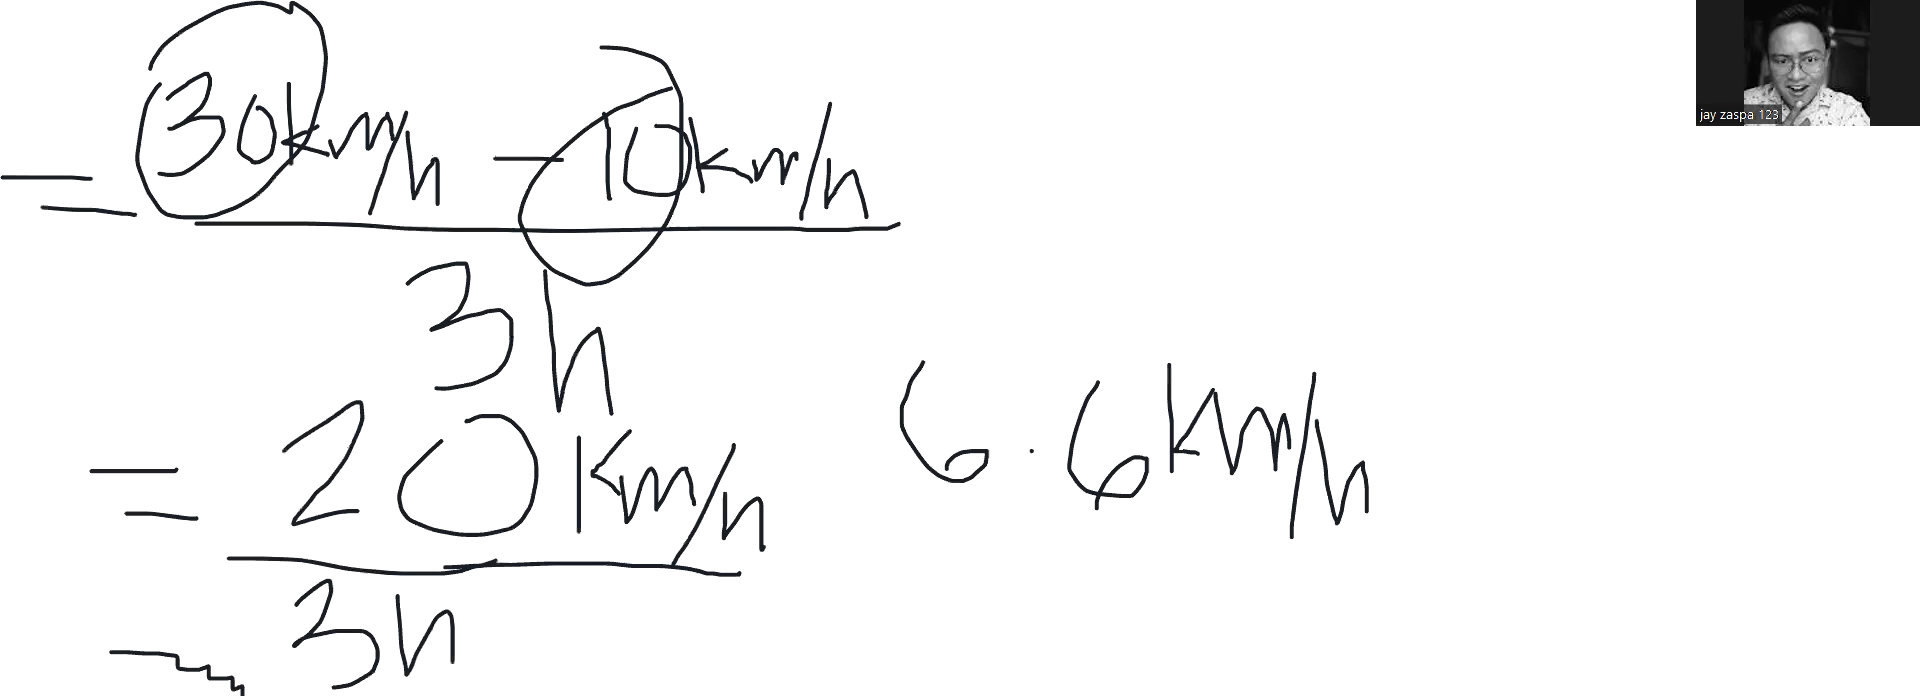 jay zaspa 123
= 30km/h - 10km/h
3h
= 20km/h
3h
6.6km/h